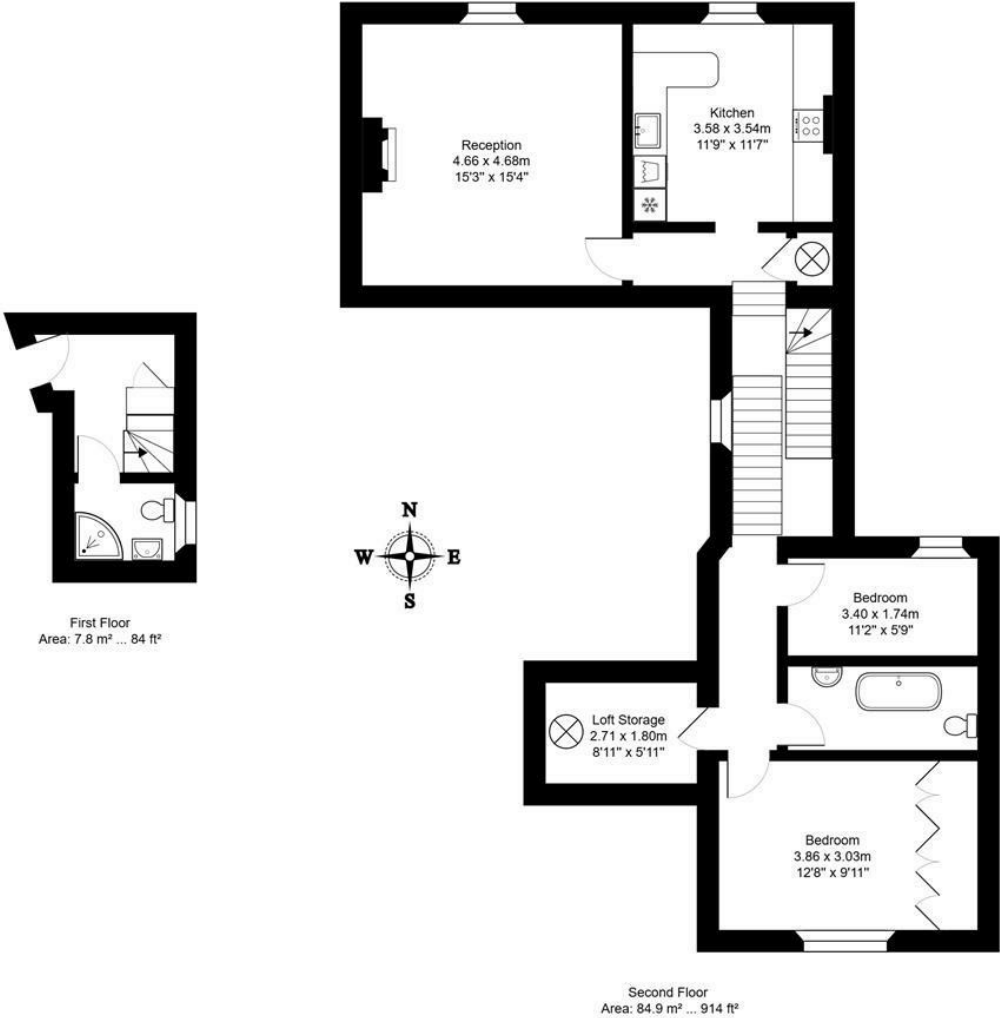 Reception
4.66 x 4.68m
15'3'' x 15'4''
Kitchen
3.58 x 3.54m
11'9'' x 11'7''
N
W E
S
First Floor
Area: 7.8 m² ... 84 ft²
Bedroom
3.40 x 1.74m
11'2'' x 5'9''
Loft Storage
2.71 x 1.80m
8'11'' x 5'11''
Bedroom
3.86 x 3.03m
12'8'' x 9'11''
Second Floor
Area: 84.9 m² ... 914 ft²